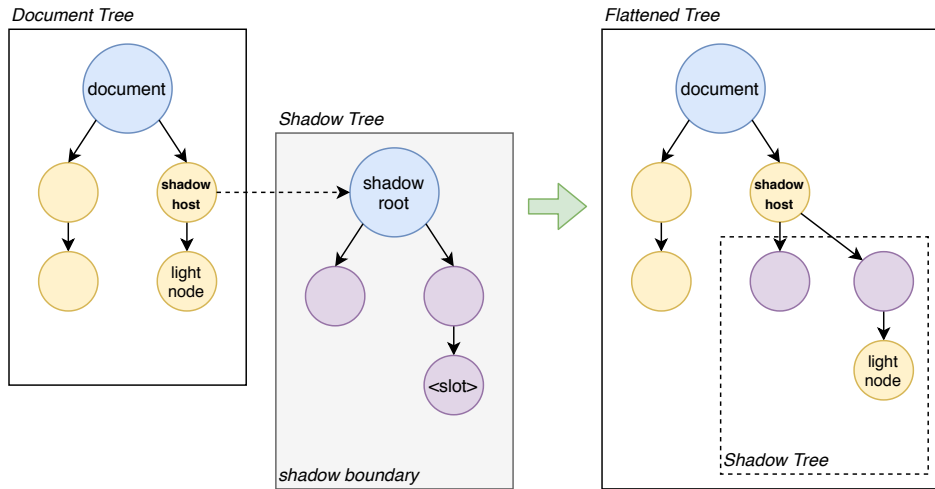 Document Tree
document
shadow
host
light
node
Shadow Tree
shadow
root
<slot>
shadow boundary
Flattened Tree
document
shadow
host
light
node
Shadow Tree